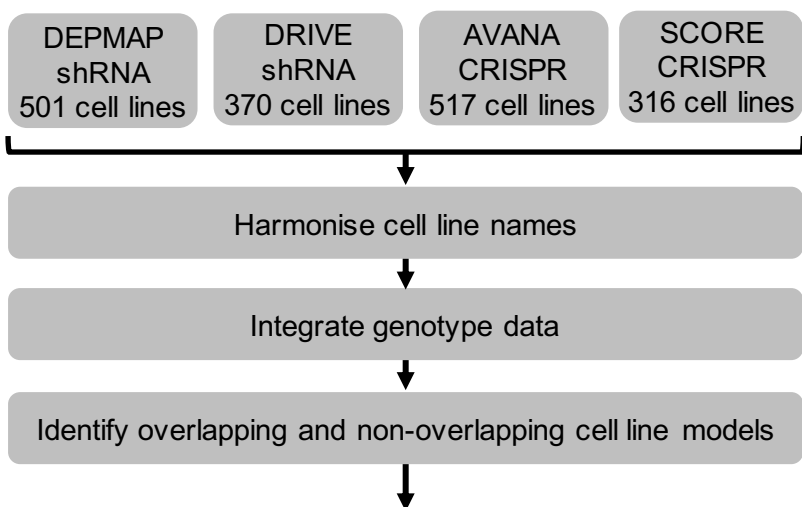 DEPMAP
shRNA
501 cell lines
DRIVE
shRNA
370 cell lines
AVANA
CRISPR
517 cell lines
SCORE
CRISPR
316 cell lines
Harmonise cell line names
Integrate genotype data
Identify overlapping and non-overlapping cell line models